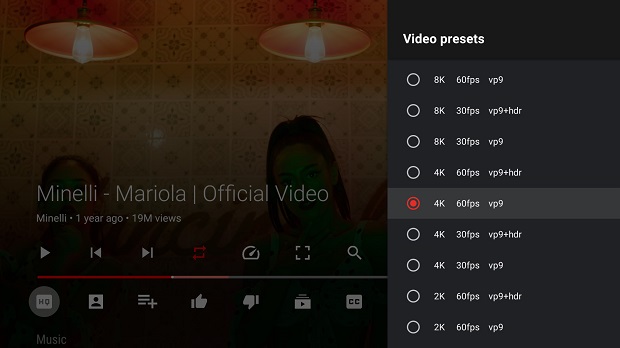 Video presets
8K 60fps vp9
8K 30fps vp9+hdr
8K 30fps vp9
4K 60fps vp9+hdr
4K 60fps vp9
4K 30fps vp9+hdr
4K 30fps vp9
2K 60fps vp9+hdr
2K 60fps vp9
Minelli - Mariola | Official Video
Minelli • 1 year ago • 19M views
HQ
CC
Music